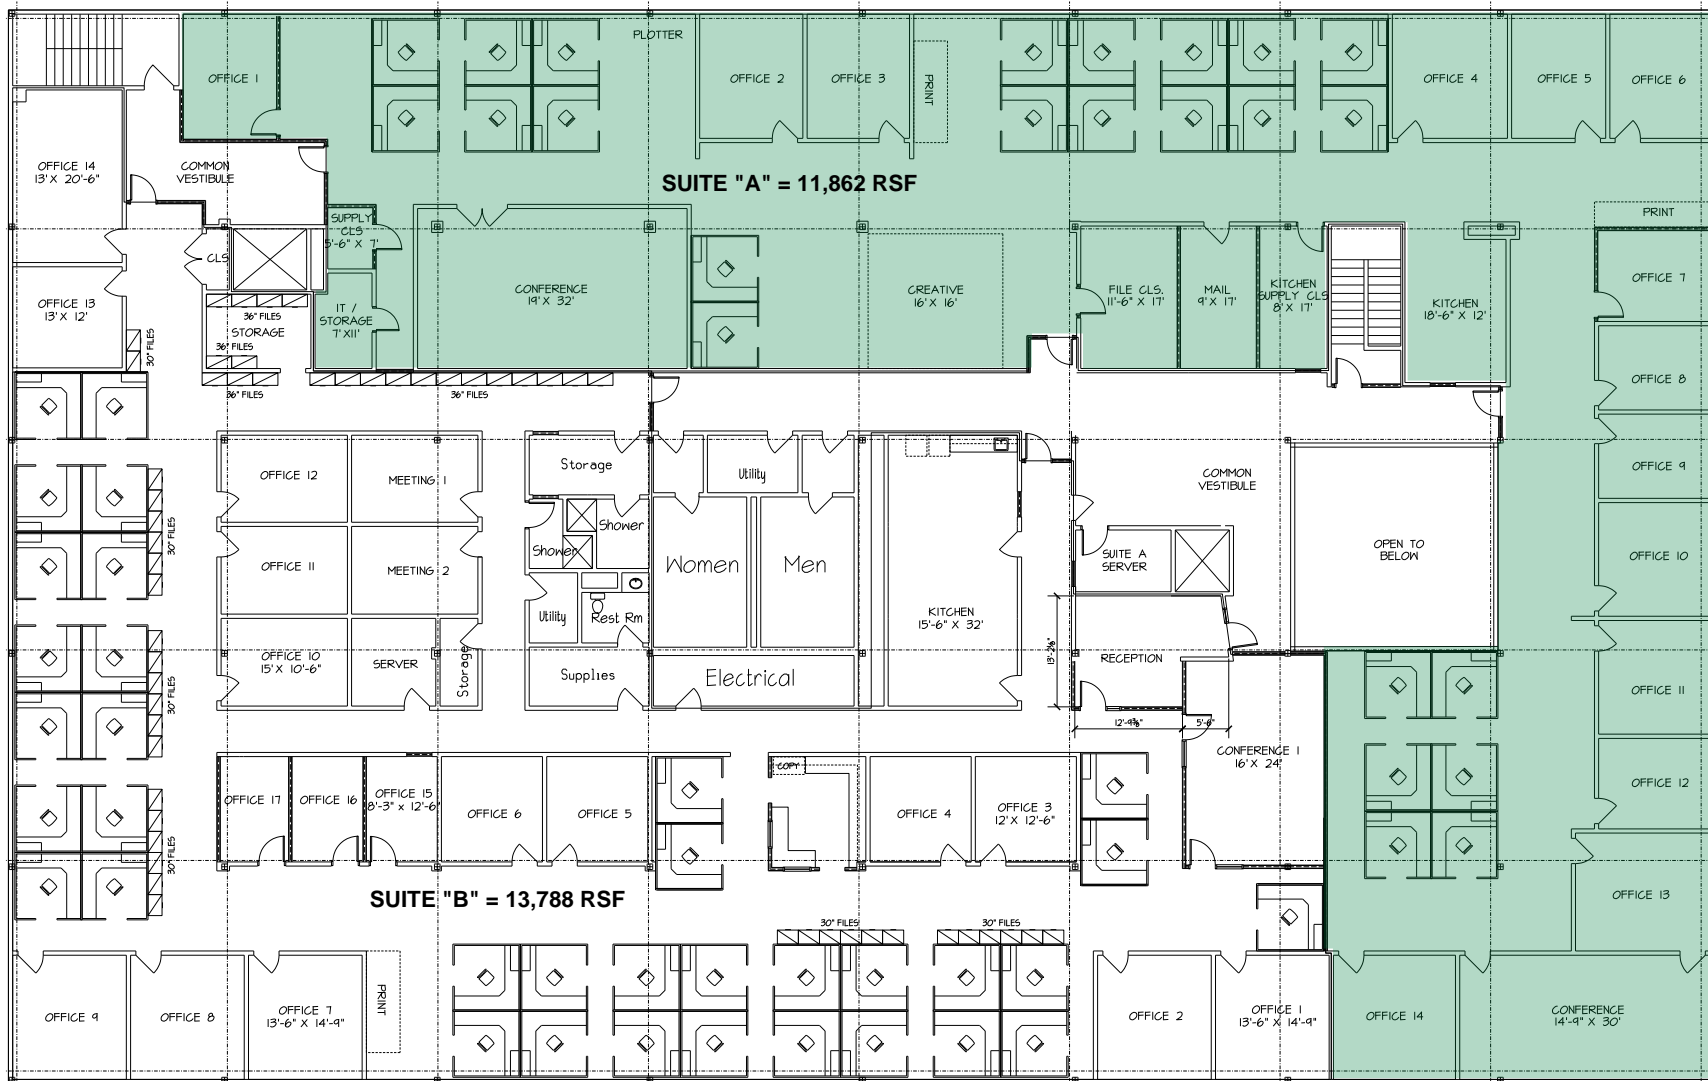 PLOTTER
OFFICE 1
OFFICE 2
OFFICE 3
PRINT
OFFICE 4
OFFICE 5
OFFICE 6
OFFICE 14
13' X 20'-6"
COMMON
VESTIBULE
SUITE "A" = 11,862 RSF
PRINT
SUPPLY
CLS
5'-6" X 7'
CLS
OFFICE 13
13' X 12'
36" FILES
STORAGE
36" FILES
IT /
STORAGE
7'X11'
CONFERENCE
19' X 32'
CREATIVE
16' X 16'
FILE CLS.
11'-6" X 17'
MAIL
9' X 17'
KITCHEN
SUPPLY CLS
8' X 17'
KITCHEN
18'-6" X 12'
OFFICE 7
30" FILES
36" FILES
36" FILES
OFFICE 8
OFFICE 12
MEETING 1
Storage
Utility
COMMON
VESTIBULE
OFFICE 9
30" FILES
Shower
Shower
OFFICE 11
MEETING 2
Women
Men
SUITE A
SERVER
OPEN TO
BELOW
OFFICE 10
Utility
Rest Rm
KITCHEN
15'-6" X 32'
OFFICE 10
15' X 10'-6"
SERVER
Storage
Supplies
Electrical
RECEPTION
OFFICE 11
30" FILES
5'-6"
CONFERENCE 1
16' X 24'
OFFICE 12
COPY
OFFICE 17
OFFICE 16
OFFICE 15
8'-3" X 12'-6"
OFFICE 6
OFFICE 5
OFFICE 4
OFFICE 3
12' X 12'-6"
30" FILES
SUITE "B" = 13,788 RSF
OFFICE 13
30" FILES
30" FILES
OFFICE 9
OFFICE 8
OFFICE 7
13'-6" X 14'-9"
PRINT
OFFICE 2
OFFICE 1
13'-6" X 14'-9"
OFFICE 14
CONFERENCE
14'-9" X 30'